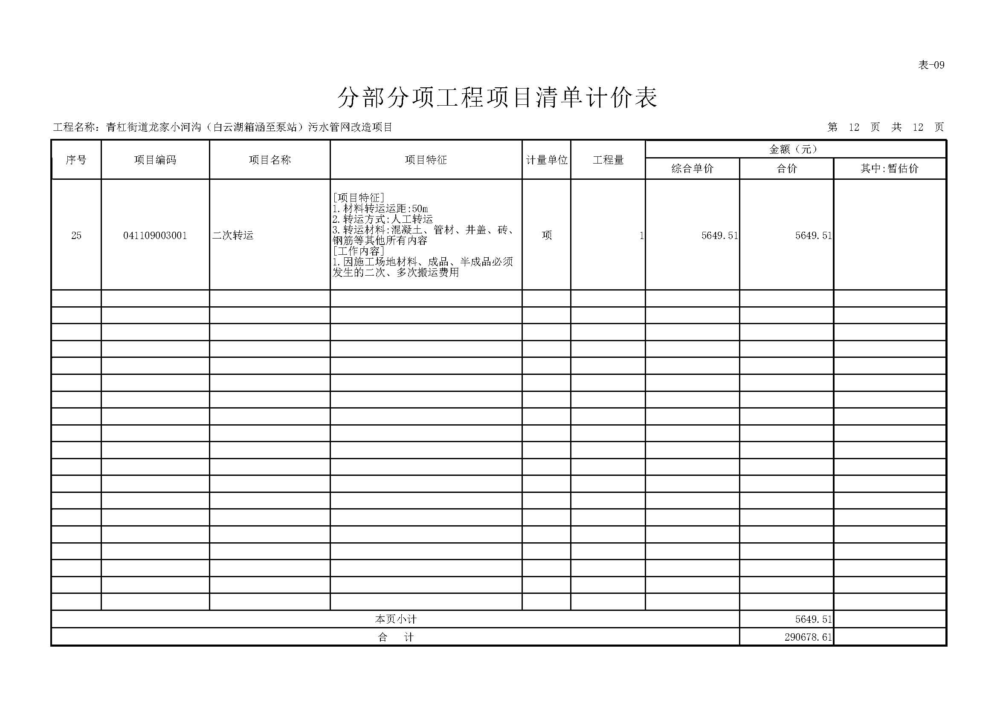 表-09
分部分项工程项目清单计价表
工程名称：青杠街道龙家小河沟（白云湖箱涵至泵站）污水管网改造项目
第 12 页 共 12 页
序号 项目编码 项目名称 项目特征 计量单位 工程量 金额（元）
综合单价 合价 其中:暂估价
25 041109003001 二次转运
[项目特征]
1.材料转运运距:50m
2.转运方式:人工转运
3.转运材料:混凝土、管材、井盖、砖、
钢筋等其他所有内容
[工作内容]
1.因施工场地材料、成品、半成品必须
发生的二次、多次搬运费用
项 1 5649.51 5649.51
本页小计 5649.51
合 计 290678.61